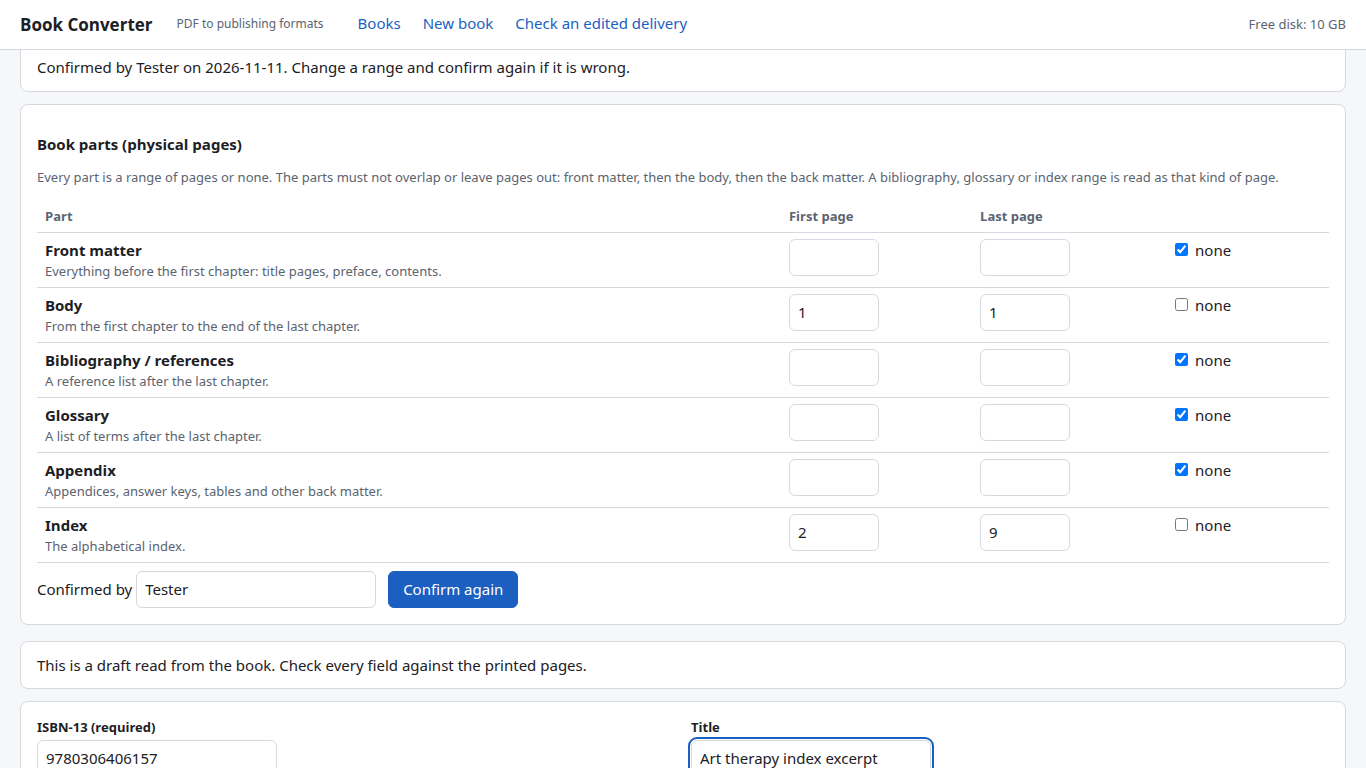 Book Converter PDF to publishing formats Books New book Check an edited delivery Free disk: 10 GB
Confirmed by Tester on 2026-11-11. Change a range and confirm again if it is wrong.
Book parts (physical pages)
Every part is a range of pages or none. The parts must not overlap or leave pages out: front matter, then the body, then the back matter. A bibliography, glossary or index range is read as that kind of page.
Part First page Last page
Front matter none
Everything before the first chapter: title pages, preface, contents.
Body 1 1 none
From the first chapter to the end of the last chapter.
Bibliography / references none
A reference list after the last chapter.
Glossary none
A list of terms after the last chapter.
Appendix none
Appendices, answer keys, tables and other back matter.
Index 2 9 none
The alphabetical index.
Confirmed by Tester Confirm again
This is a draft read from the book. Check every field against the printed pages.
ISBN-13 (required) Title
9780306406157 Art therapy index excerpt